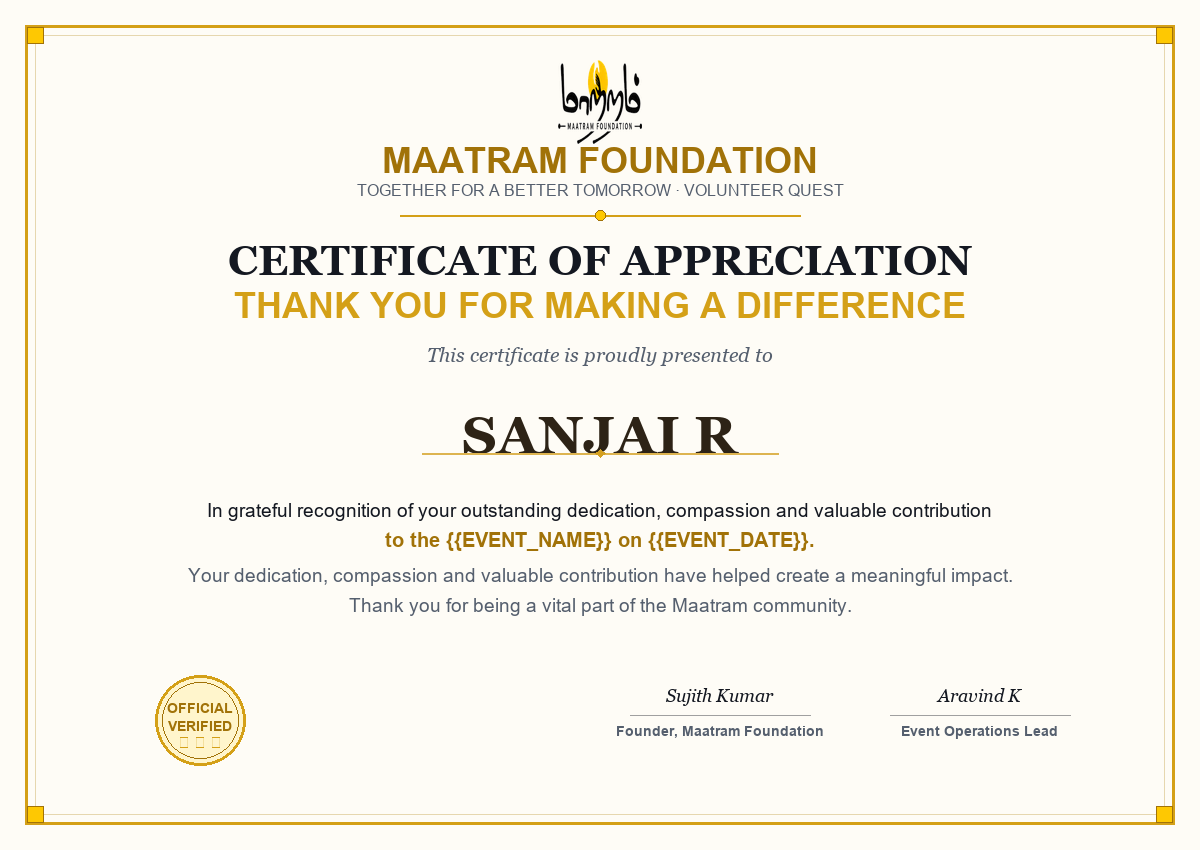 மாற்றம்
MAATRAM FOUNDATION
MAATRAM FOUNDATION
TOGETHER FOR A BETTER TOMORROW · VOLUNTEER QUEST
CERTIFICATE OF APPRECIATION
THANK YOU FOR MAKING A DIFFERENCE
This certificate is proudly presented to
SANJAI R
In grateful recognition of your outstanding dedication, compassion and valuable contribution
to the {{EVENT_NAME}} on {{EVENT_DATE}}.
Your dedication, compassion and valuable contribution have helped create a meaningful impact.
Thank you for being a vital part of the Maatram community.
OFFICIAL
VERIFIED
Sujith Kumar
Founder, Maatram Foundation
Aravind K
Event Operations Lead